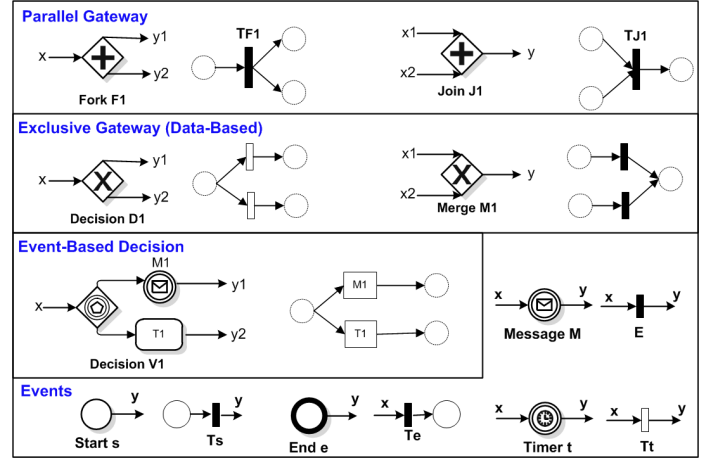 Parallel Gateway
x
y1
y2
Fork F1
TF1
x1
x2
y
Join J1
TJ1
Exclusive Gateway (Data-Based)
x
y1
y2
Decision D1
x1
x2
y
Merge M1
Event-Based Decision
M1
x
y1
T1
y2
Decision V1
M1
T1
x
y
Message M
x
y
E
Events
y
Start s
y
Ts
y
End e
x
Te
x
y
Timer t
x
y
Tt